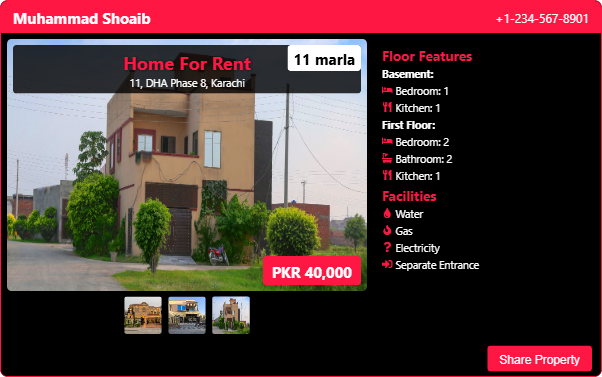 Muhammad Shoaib
+1-234-567-8901
Home For Rent
11 marla
11, DHA Phase 8, Karachi
PKR 40,000
Floor Features
Basement:
Bedroom: 1
Kitchen: 1
First Floor:
Bedroom: 2
Bathroom: 2
Kitchen: 1
Facilities
Water
Gas
? Electricity
Separate Entrance
Share Property